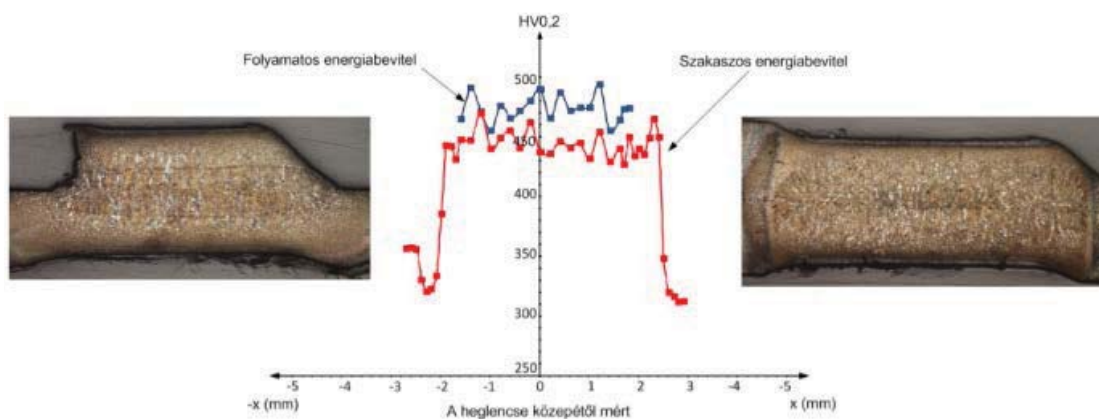 HV0,2
Folyamatos energiabevitel
Szakaszos energiabevitel
500
450
400
350
300
250
-5 -4 -3 -2 -1 0 1 2 3 -4 -5
-x (mm)
x (mm)
A heglencse közepétől mért